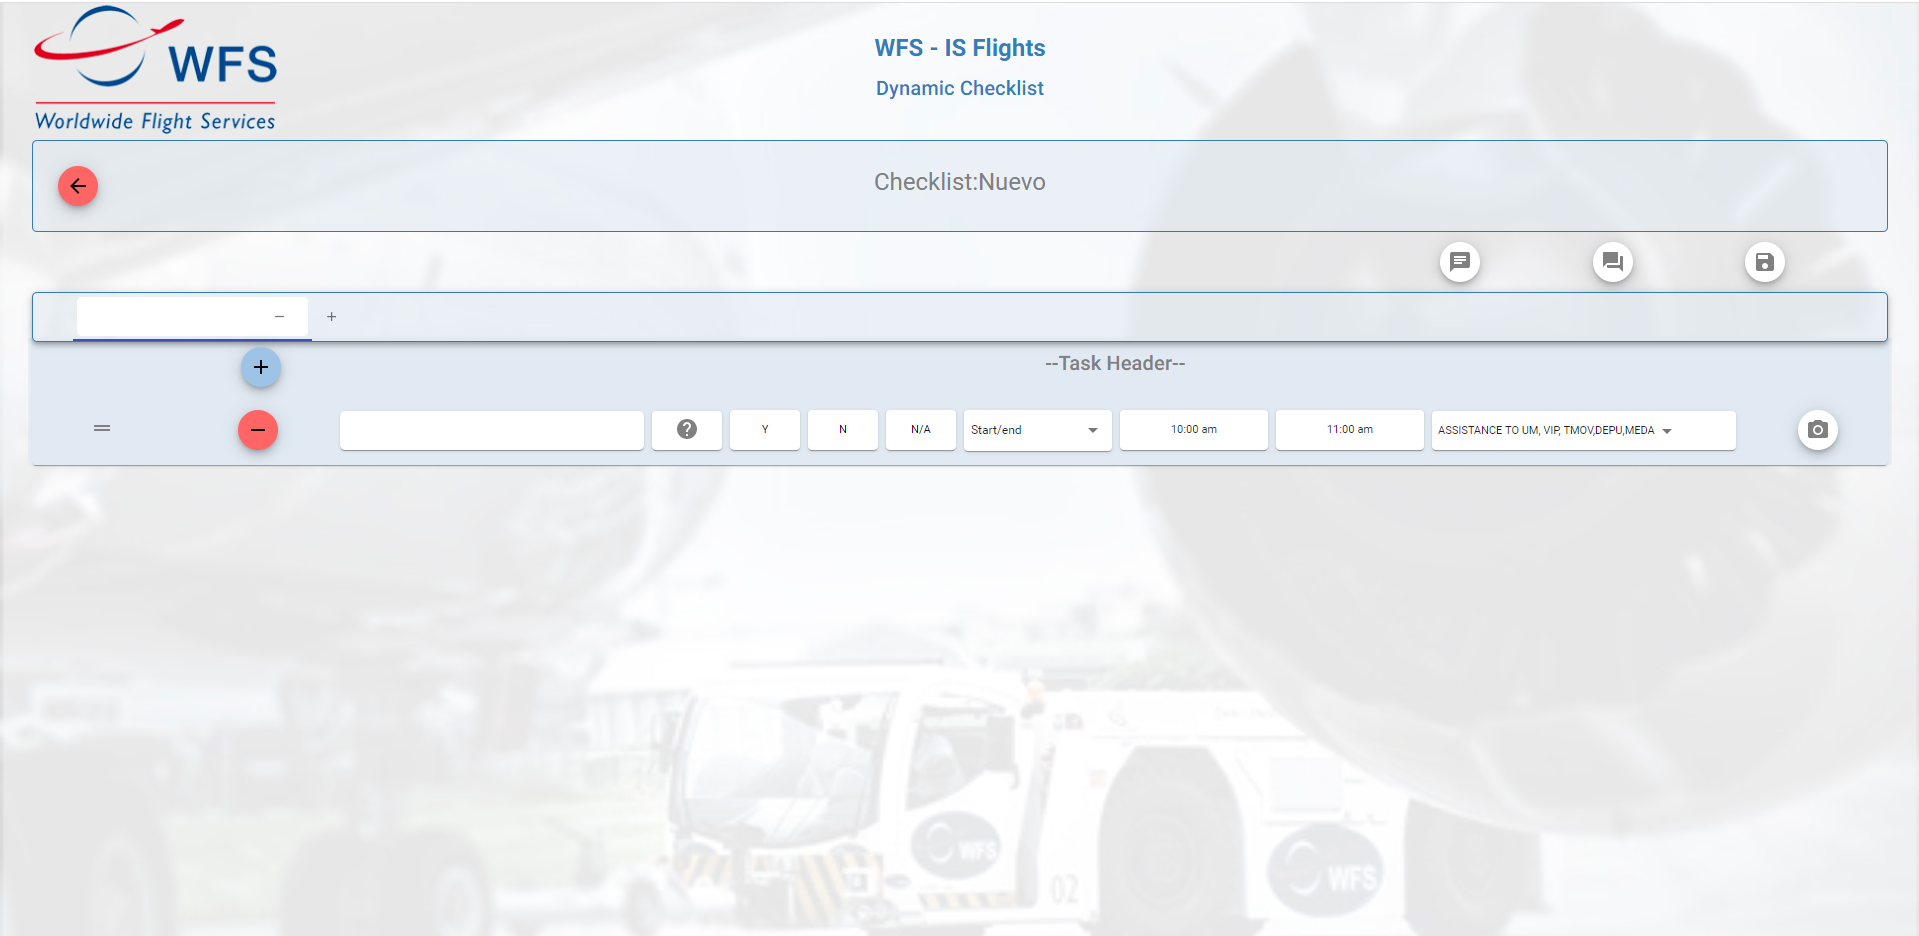 WFS
Worldwide Flight Services
WFS - IS Flights
Dynamic Checklist
Checklist:Nuevo
--Task Header--
Y N N/A Start/end 10:00 am 11:00 am ASSISTANCE TO UM, VIP, TMOV,DEPU,MEDA
WFS
02
WFS